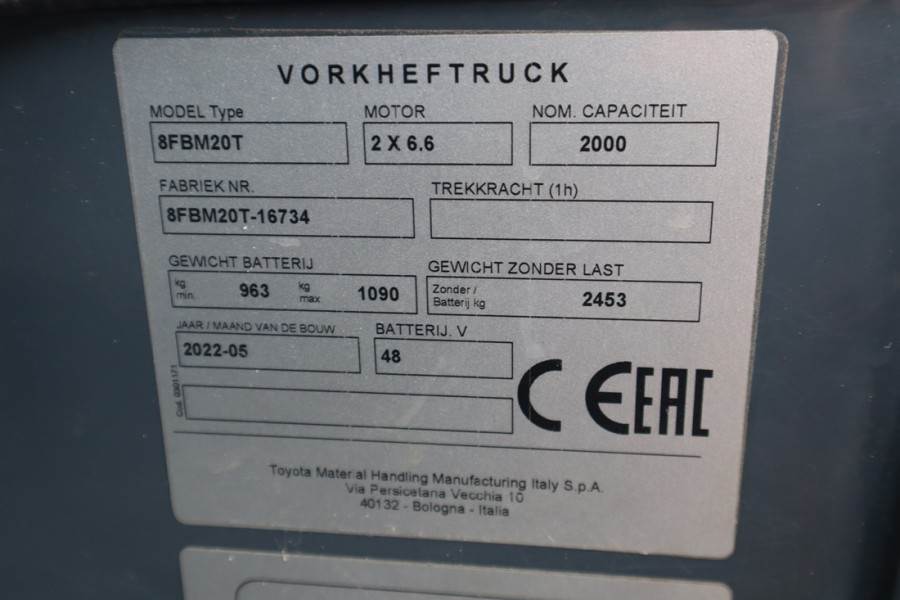 VORKHEFTRUCK
MODEL Type MOTOR NOM. CAPACITEIT
8FBM20T 2 X 6.6 2000
FABRIEK NR. TREKKRACHT (1h)
8FBM20T-16734
GEWICHT BATTERIJ GEWICHT ZONDER LAST
kg min. 963 kg max 1090 Zonder / Batterij kg 2453
JAAR / MAAND VAN DE BOUW BATTERIJ. V
2022-05 48
Cod. 0301171
CE EAC
Toyota Material Handling Manufacturing Italy S.p.A.
Via Persicetana Vecchia 10
40132 - Bologna - Italia